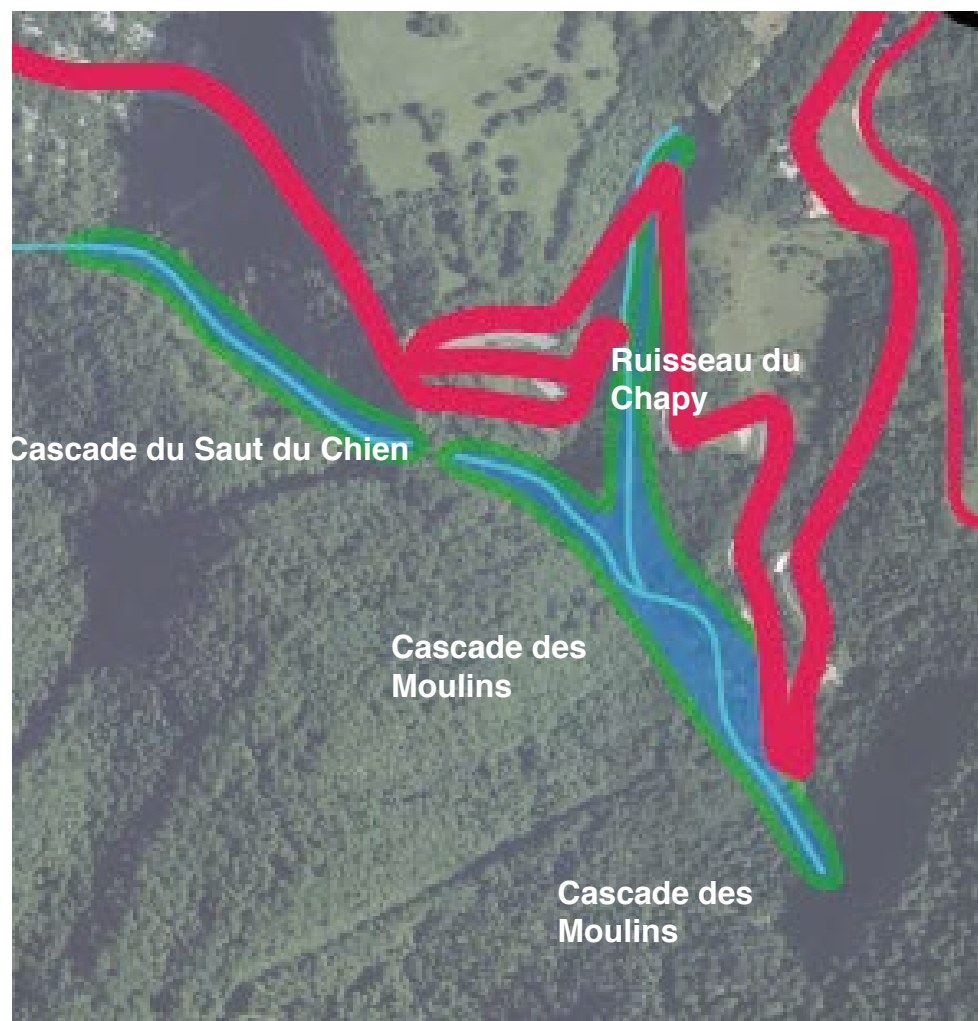 Ruisseau du
Chapy
Cascade du Saut du Chien
Cascade des
Moulins
Cascade des
Moulins